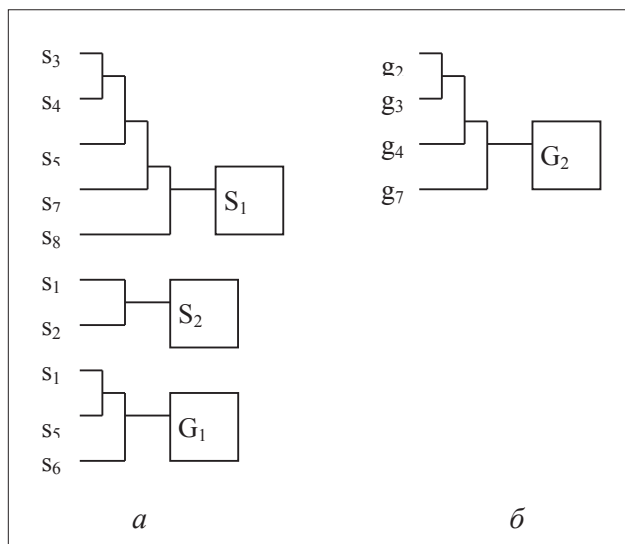 s₃
s₄
s₅
s₇
s₈
S₁
s₁
s₂
S₂
s₁
s₅
s₆
G₁
а
g₂
g₃
g₄
g₇
G₂
б